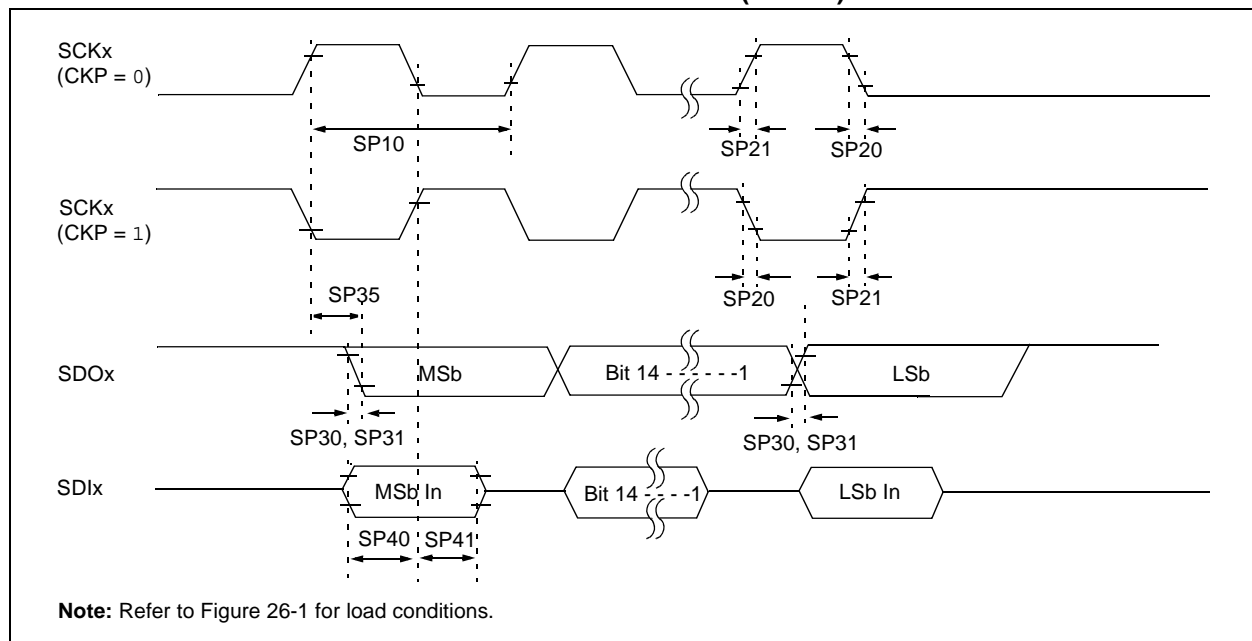 SCKx
(CKP = 0)
SP10
SP21
SP20
SCKx
(CKP = 1)
SP35
SP20
SP21
SDOx
MSb
Bit 14 - - - - - -1
LSb
SP30, SP31
SP30, SP31
SDIx
MSb In
Bit 14 - - - -1
LSb In
SP40
SP41
Note: Refer to Figure 26-1 for load conditions.